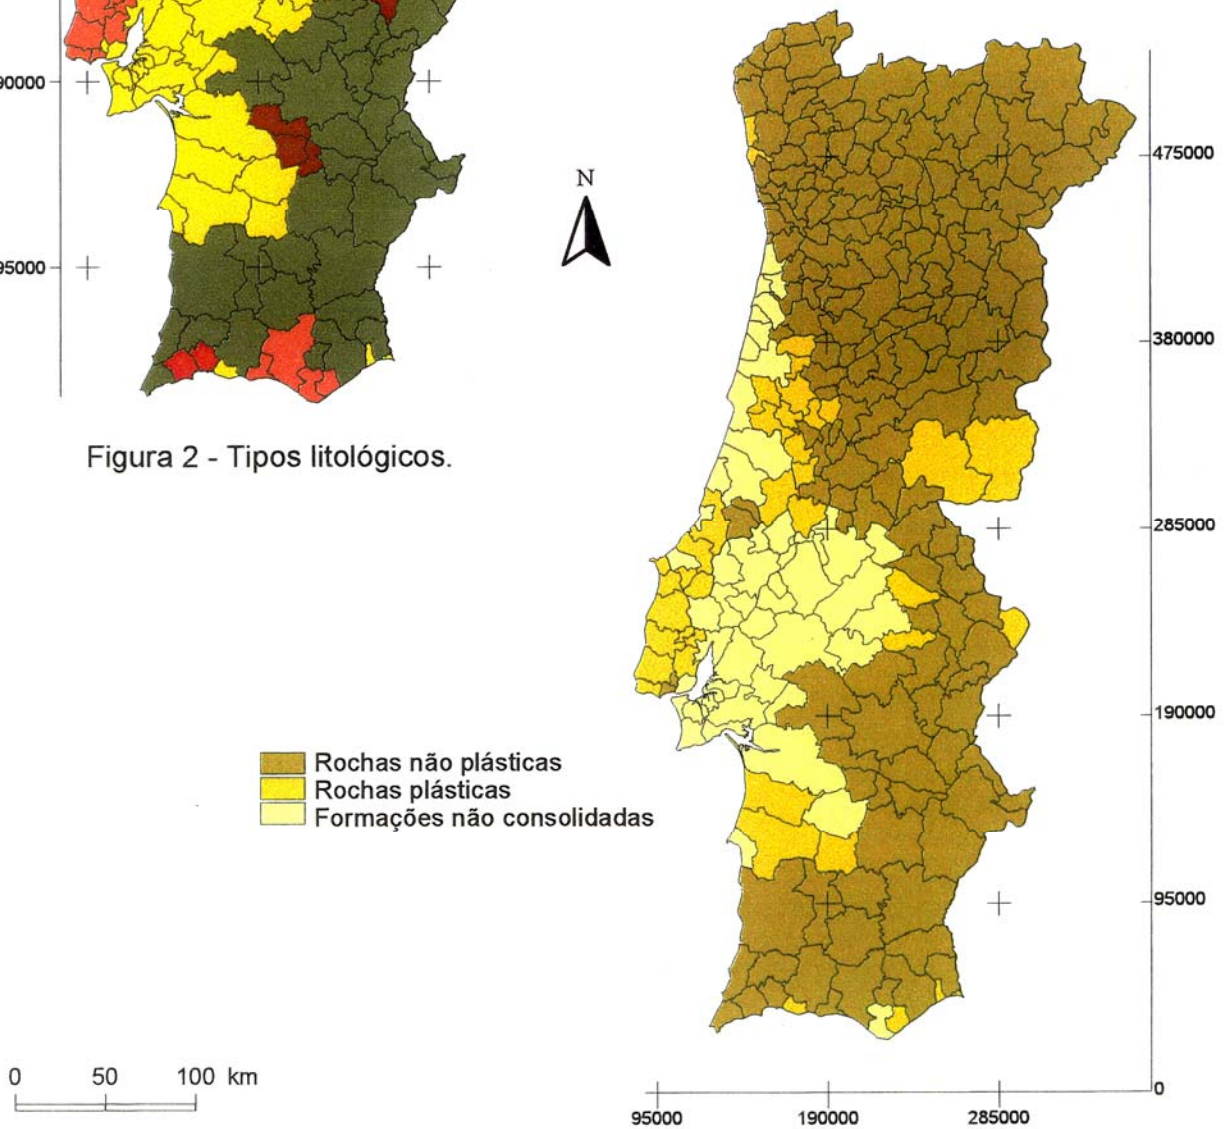 90000
95000
Figura 2 - Tipos litológicos.
N
475000
380000
285000
190000
95000
0
Rochas não plásticas
Rochas plásticas
Formações não consolidadas
0 50 100 km
95000 190000 285000